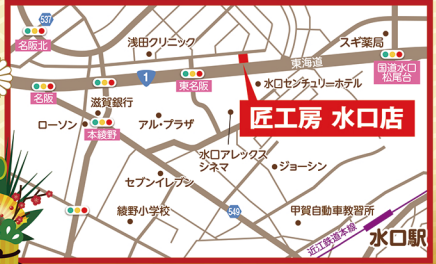 537
名阪北
浅田クリニック
スギ薬局
東海道
国道水口
松尾台
1
東名阪
名阪
水口センチュリーホテル
滋賀銀行
匠工房 水口店
ローソン
本綾野
アル・プラザ
水口アレックス
シネマ
ジョーシン
セブンイレブン
綾野小学校
549
甲賀自動車教習所
水口駅
近江鉄道本線